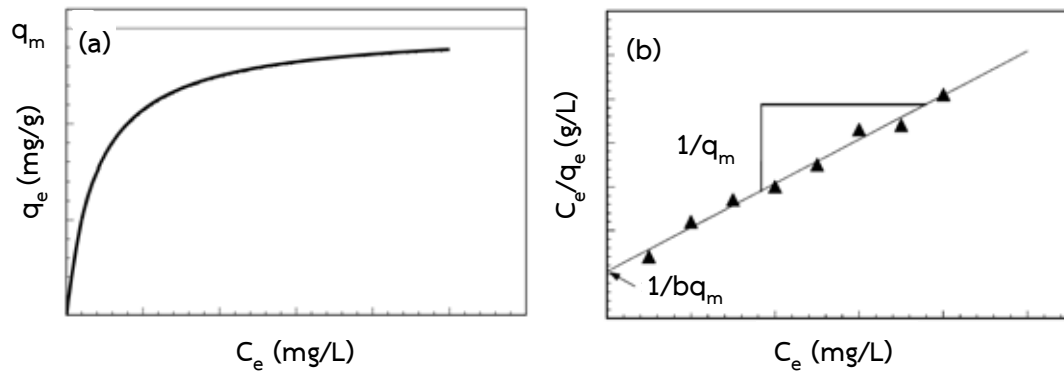 q_m
(a)
q_e (mg/g)
C_e (mg/L)
(b)
C_e/q_e (g/L)
1/q_m
1/bq_m
C_e (mg/L)